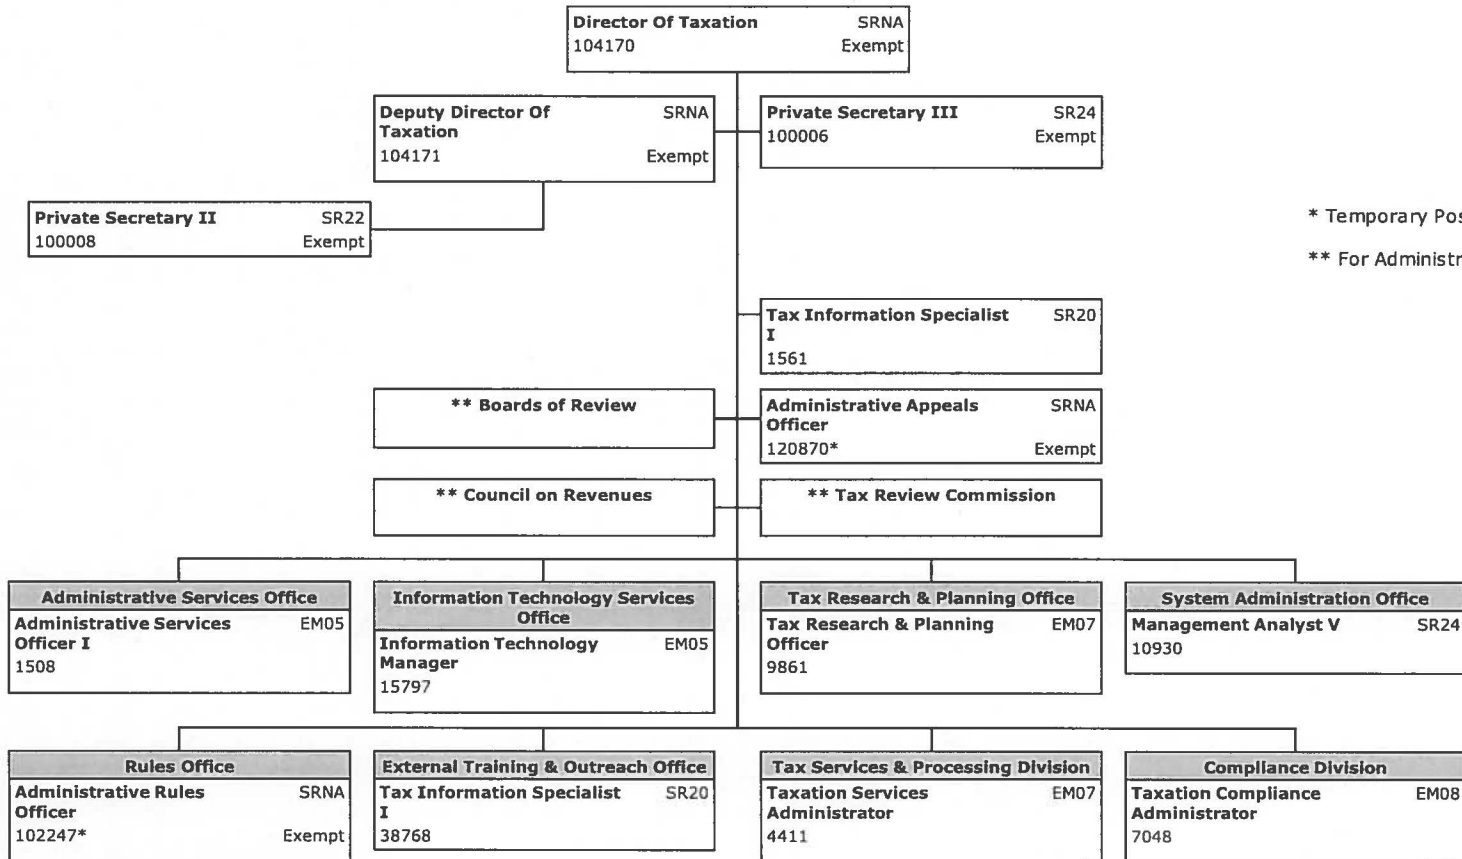 Director Of Taxation SRNA
104170 Exempt
Deputy Director Of SRNA
Taxation
104171 Exempt
Private Secretary III SR24
100006 Exempt
Private Secretary II SR22
100008 Exempt
* Temporary
** For
Tax Information Specialist SR20
I
1561
** Boards of Review
Administrative Appeals SRNA
Officer
120870* Exempt
** Council on Revenues
** Tax Review Commission
Administrative Services Office
Administrative Services EM05
Officer I
1508
Information Technology Services
Office
Information Technology EM05
Manager
15797
Tax Research & Planning Office
Tax Research & Planning EM07
Officer
9861
System Administration Office
Management Analyst V SR24
10930
Rules Office
Administrative Rules SRNA
Officer
102247* Exempt
External Training & Outreach Office
Tax Information Specialist SR20
I
38768
Tax Services & Processing Division
Taxation Services EM07
Administrator
4411
Compliance Division
Taxation Compliance EM08
Administrator
7048